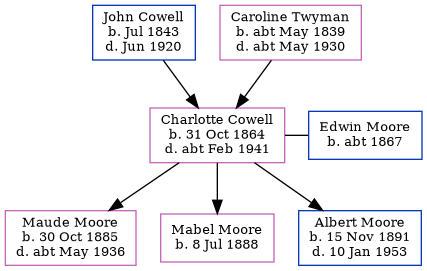 John Cowell
b. Jul 1843
d. Jun 1920
Caroline Twyman
b. abt May 1839
d. abt May 1930
Charlotte Cowell
b. 31 Oct 1864
d. abt Feb 1941
Edwin Moore
b. abt 1867
Maude Moore
b. 30 Oct 1885
d. abt May 1936
Mabel Moore
b. 8 Jul 1888
Albert Moore
b. 15 Nov 1891
d. 10 Jan 1953